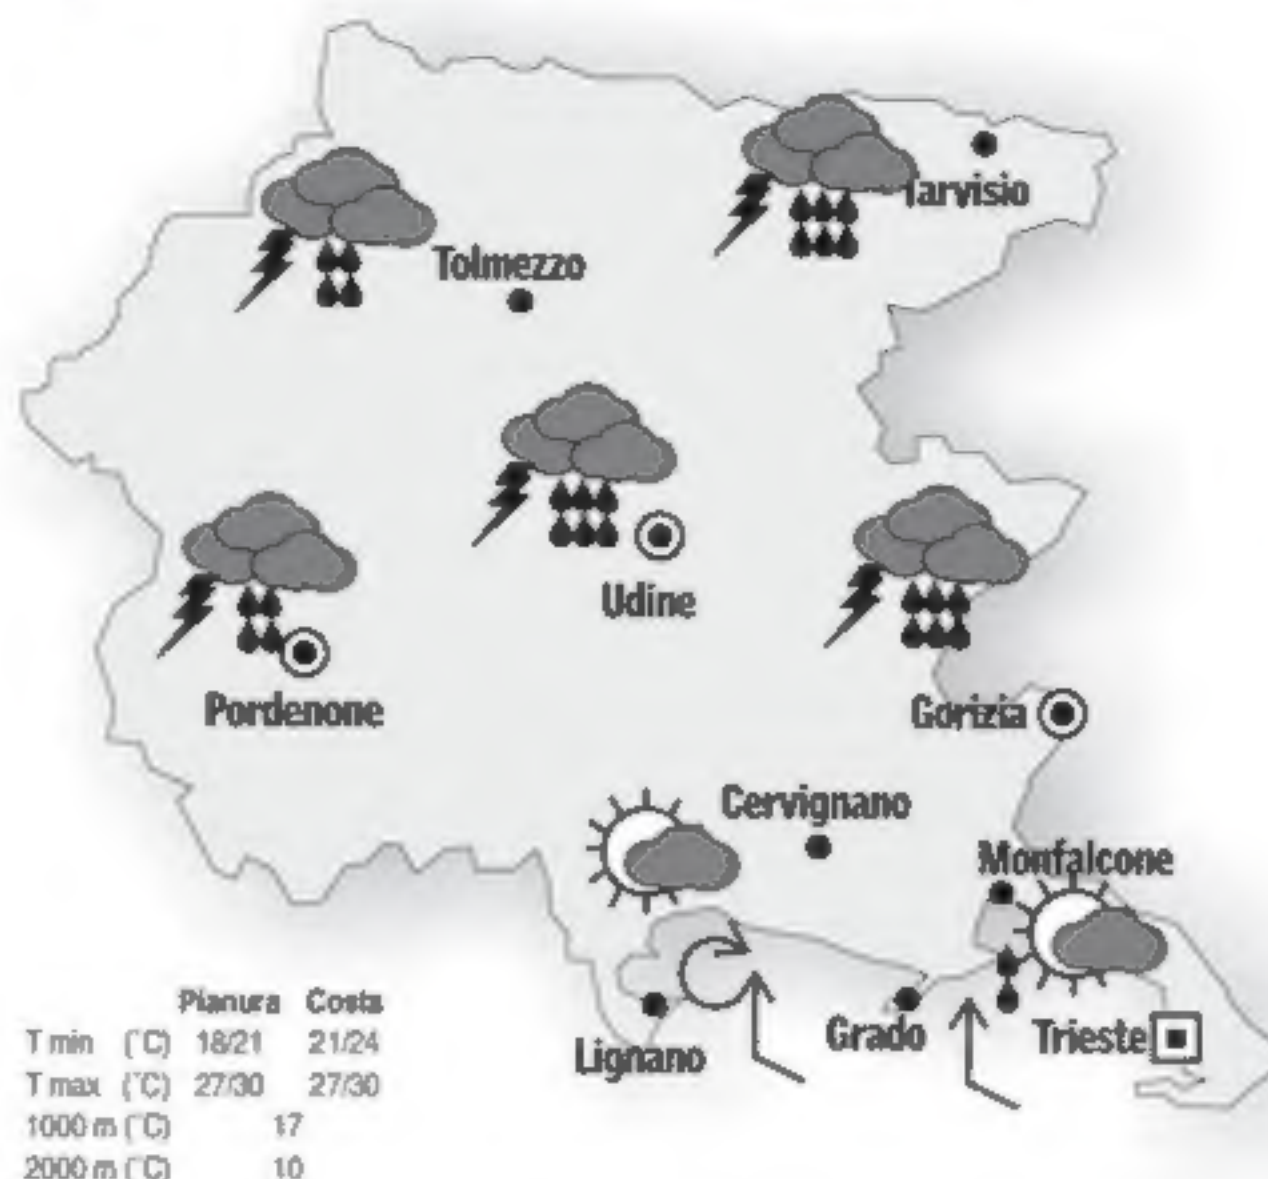 Tarvisio
Tolmezzo
Udine
Pordenone
Gorizia
Cervignano
Monfalcone
Grado
Trieste
Lignano
Pianura Costa
T min (°C) 18/21 21/24
T max (°C) 27/30 27/30
1000 m (°C) 17
2000 m (°C) 10